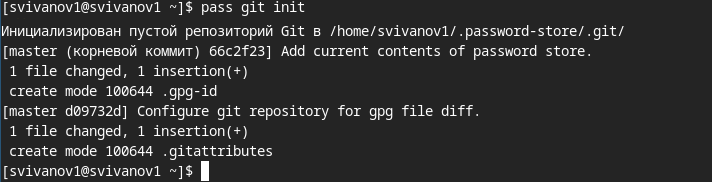 [svivanov1@svivanov1 ~]$ pass git init
Инициализирован пустой репозиторий Git в /home/svivanov1/.password-store/.git/
[master (корневой коммит) 66c2f23] Add current contents of password store.
 1 file changed, 1 insertion(+)
 create mode 100644 .gpg-id
[master d09732d] Configure git repository for gpg file diff.
 1 file changed, 1 insertion(+)
 create mode 100644 .gitattributes
[svivanov1@svivanov1 ~]$